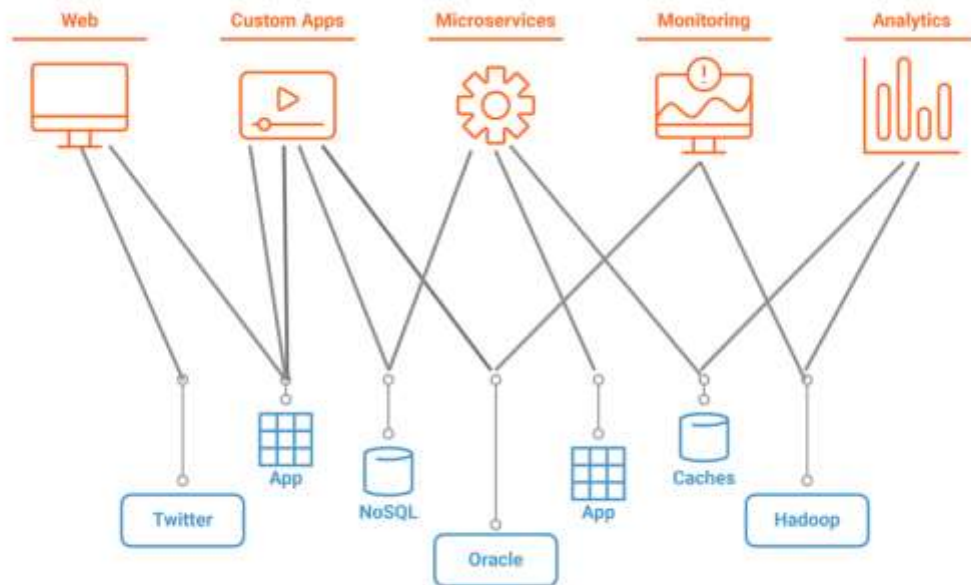 Web
Custom Apps
Microservices
Monitoring
Analytics
App
NoSQL
Caches
App
Twitter
Hadoop
Oracle